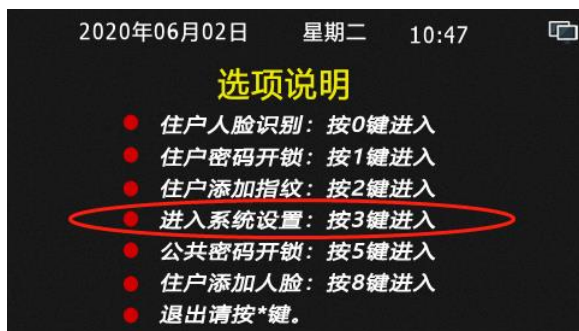 2020年06月02日 星期二 10:47
选项说明
住户人脸识别：按0键进入
住户密码开锁：按1键进入
住户添加指纹：按2键进入
进入系统设置：按3键进入
公共密码开锁：按5键进入
住户添加人脸：按8键进入
退出请按*键。